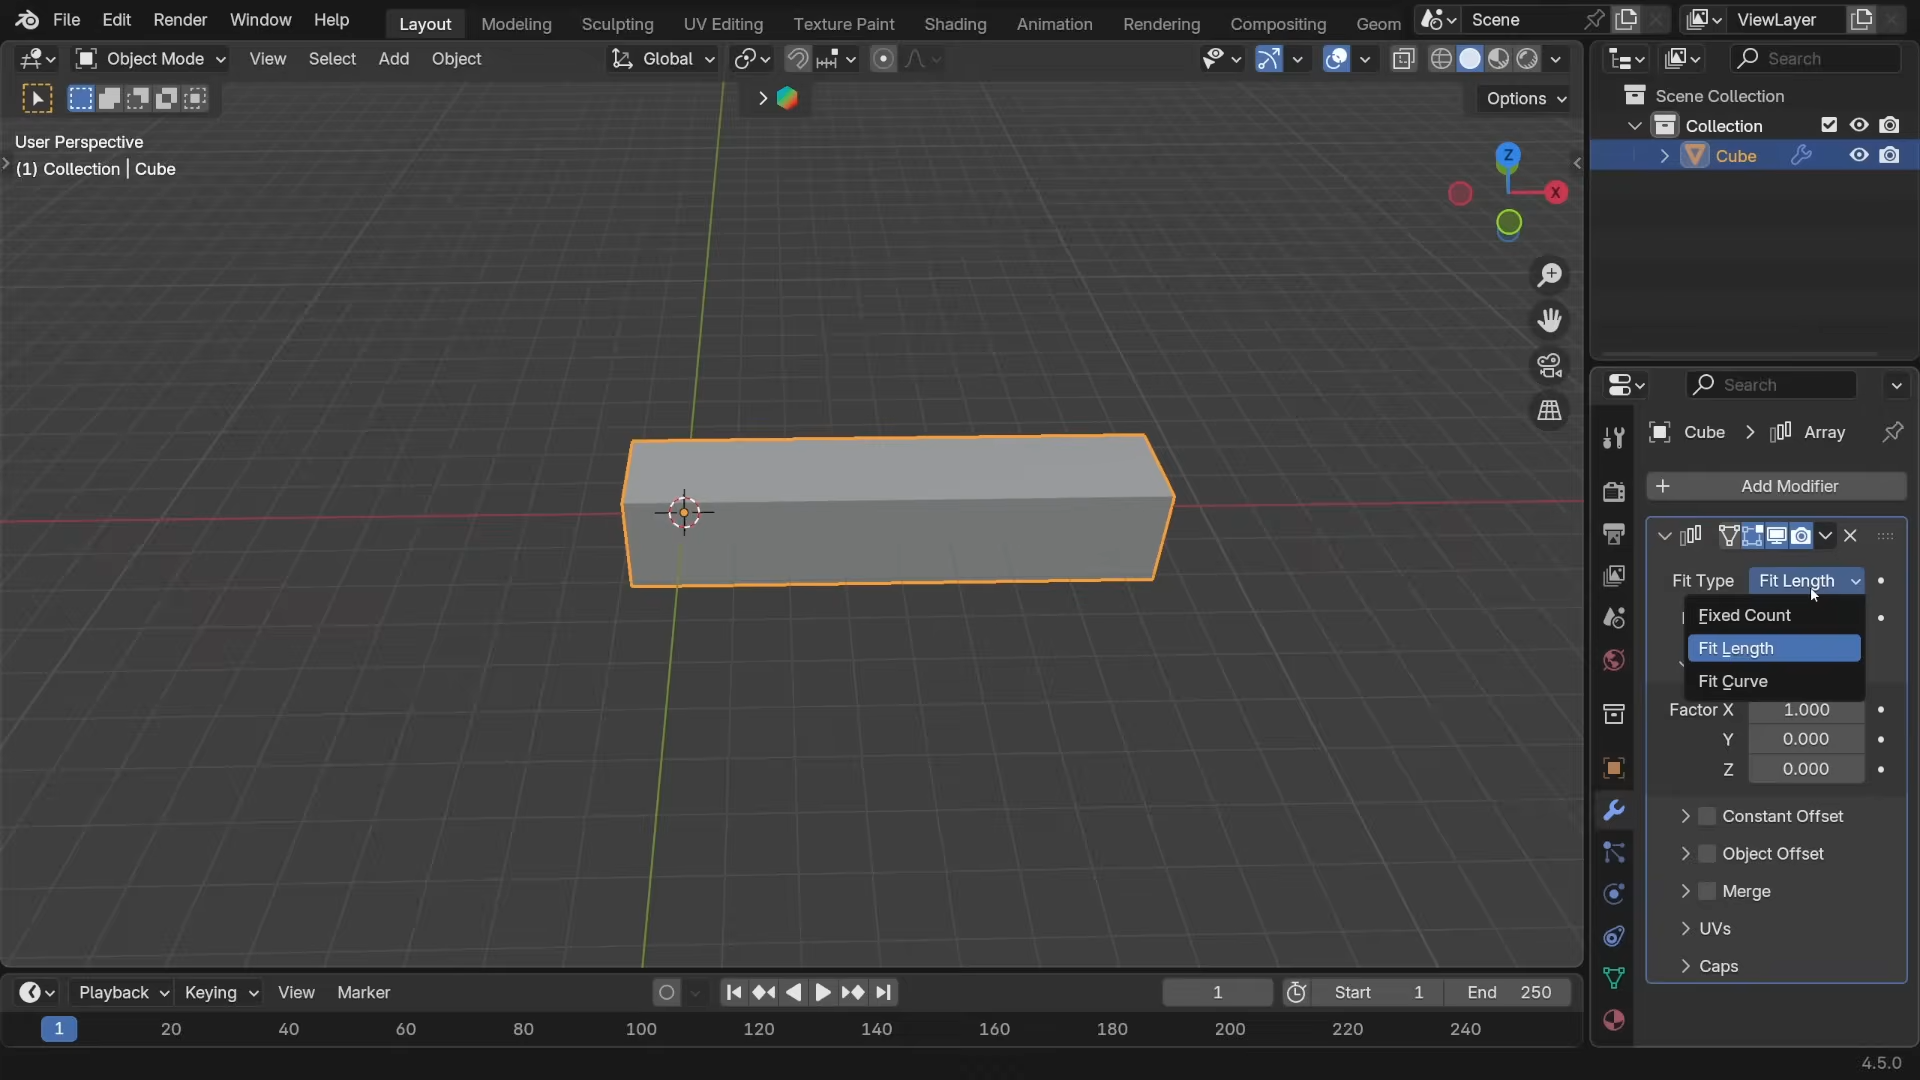 File Edit Render Window Help
Layout Modeling Sculpting UV Editing Texture Paint Shading Animation Rendering Compositing Geom
Scene
ViewLayer
Object Mode View Select Add Object
Global
Search
Options
User Perspective
(1) Collection | Cube
Z
X
Scene Collection
Collection
Cube
Search
Cube > Array
+ Add Modifier
Fit Type Fit Length
Fixed Count
Fit Length
Fit Curve
Factor X 1.000
Y 0.000
Z 0.000
Constant Offset
Object Offset
Merge
UVs
Caps
Playback Keying View Marker
1
Start 1
End 250
1 20 40 60 80 100 120 140 160 180 200 220 240
4.5.0